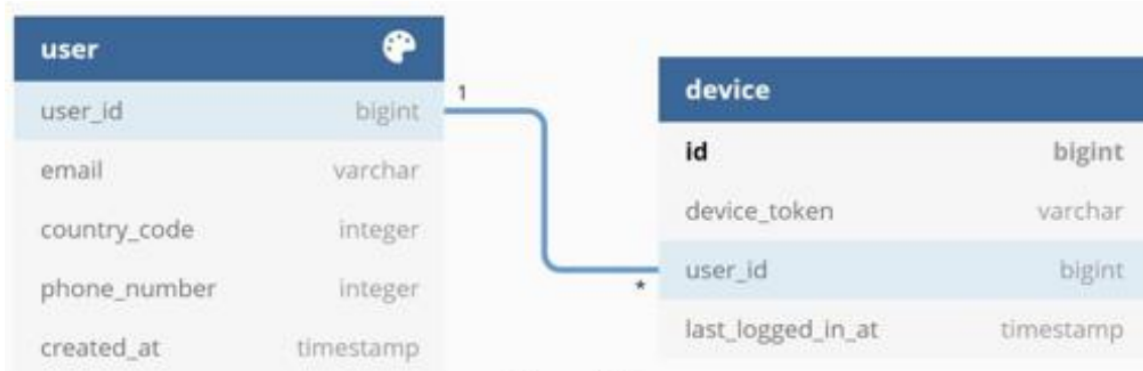 user
user_id bigint
email varchar
country_code integer
phone_number integer
created_at timestamp
1
*
device
id bigint
device_token varchar
user_id bigint
last_logged_in_at timestamp